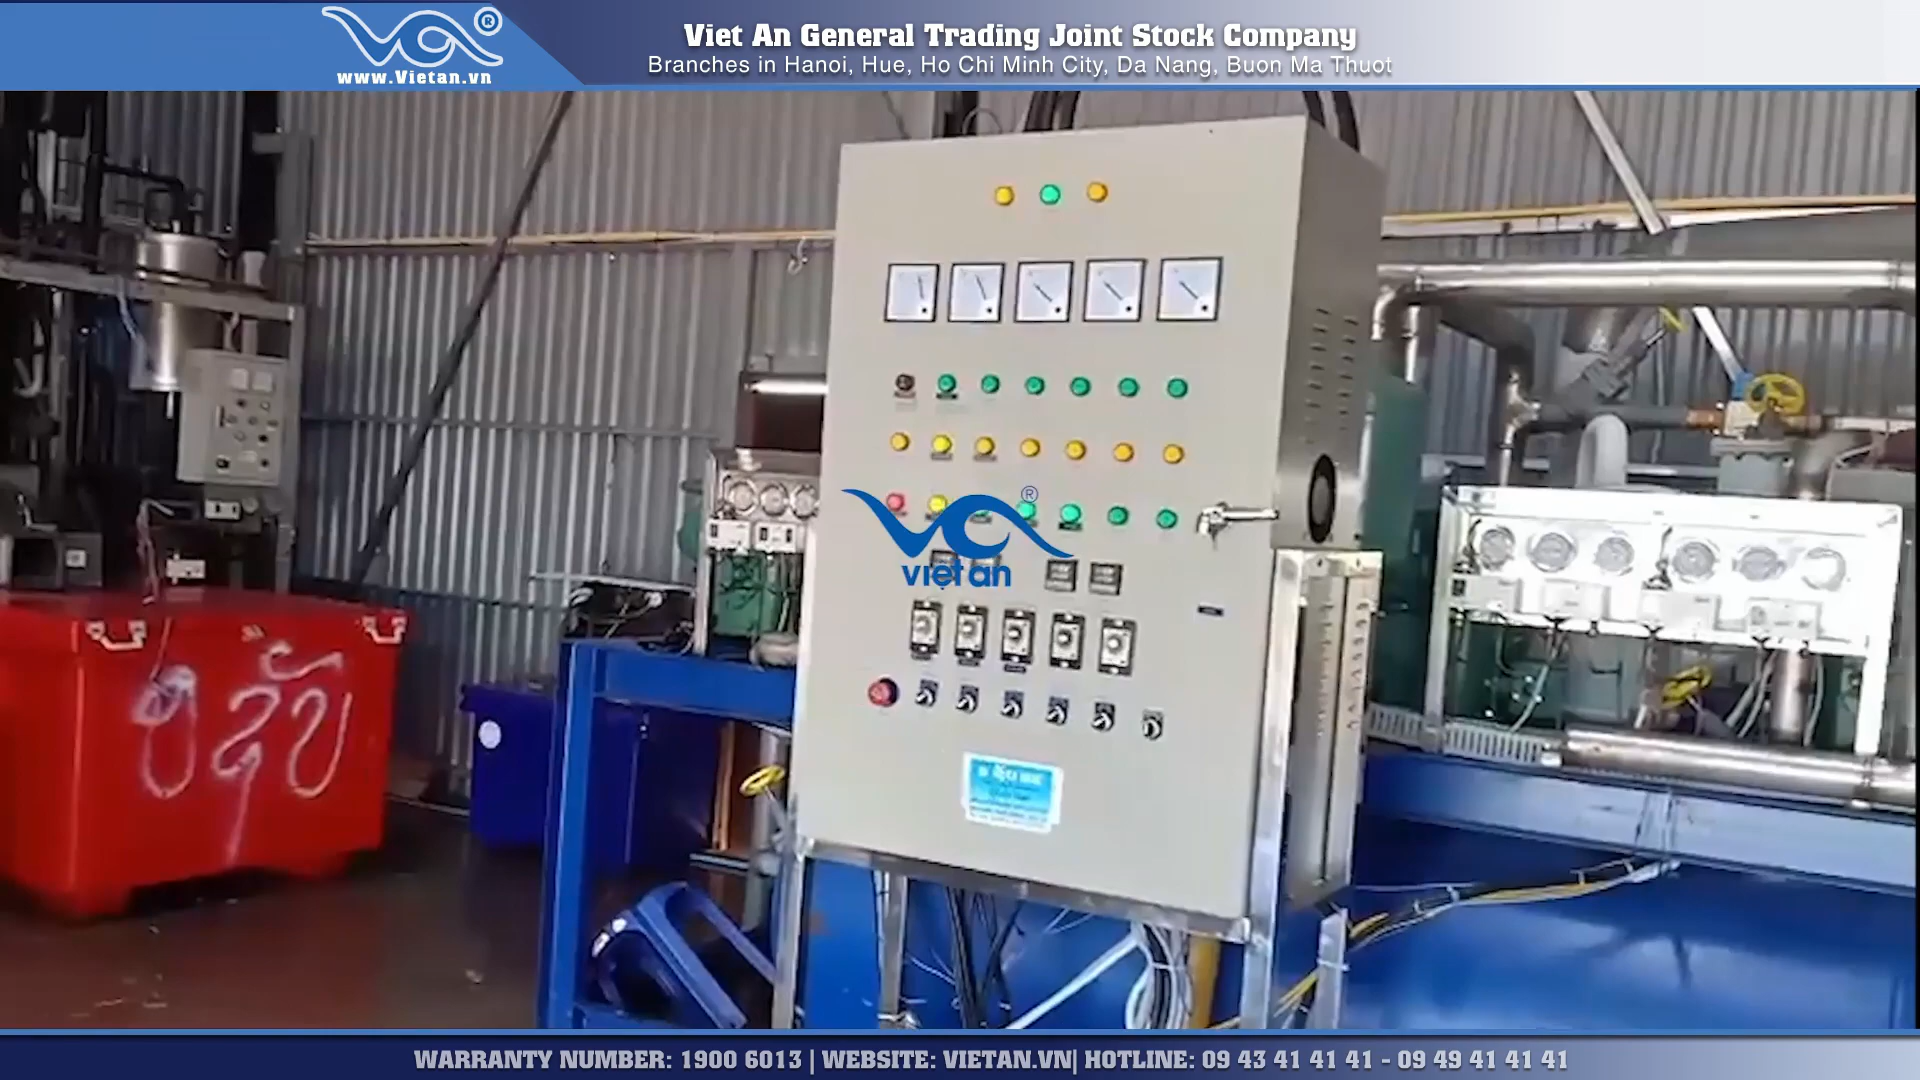 VA®
www.Vietan.vn
Viet An General Trading Joint Stock Company
Branches in Hanoi, Hue, Ho Chi Minh City, Da Nang, Buon Ma Thuot
®
việt an
WARRANTY NUMBER: 1900 6013 | WEBSITE: VIETAN.VN| HOTLINE: 09 43 41 41 41 - 09 49 41 41 41